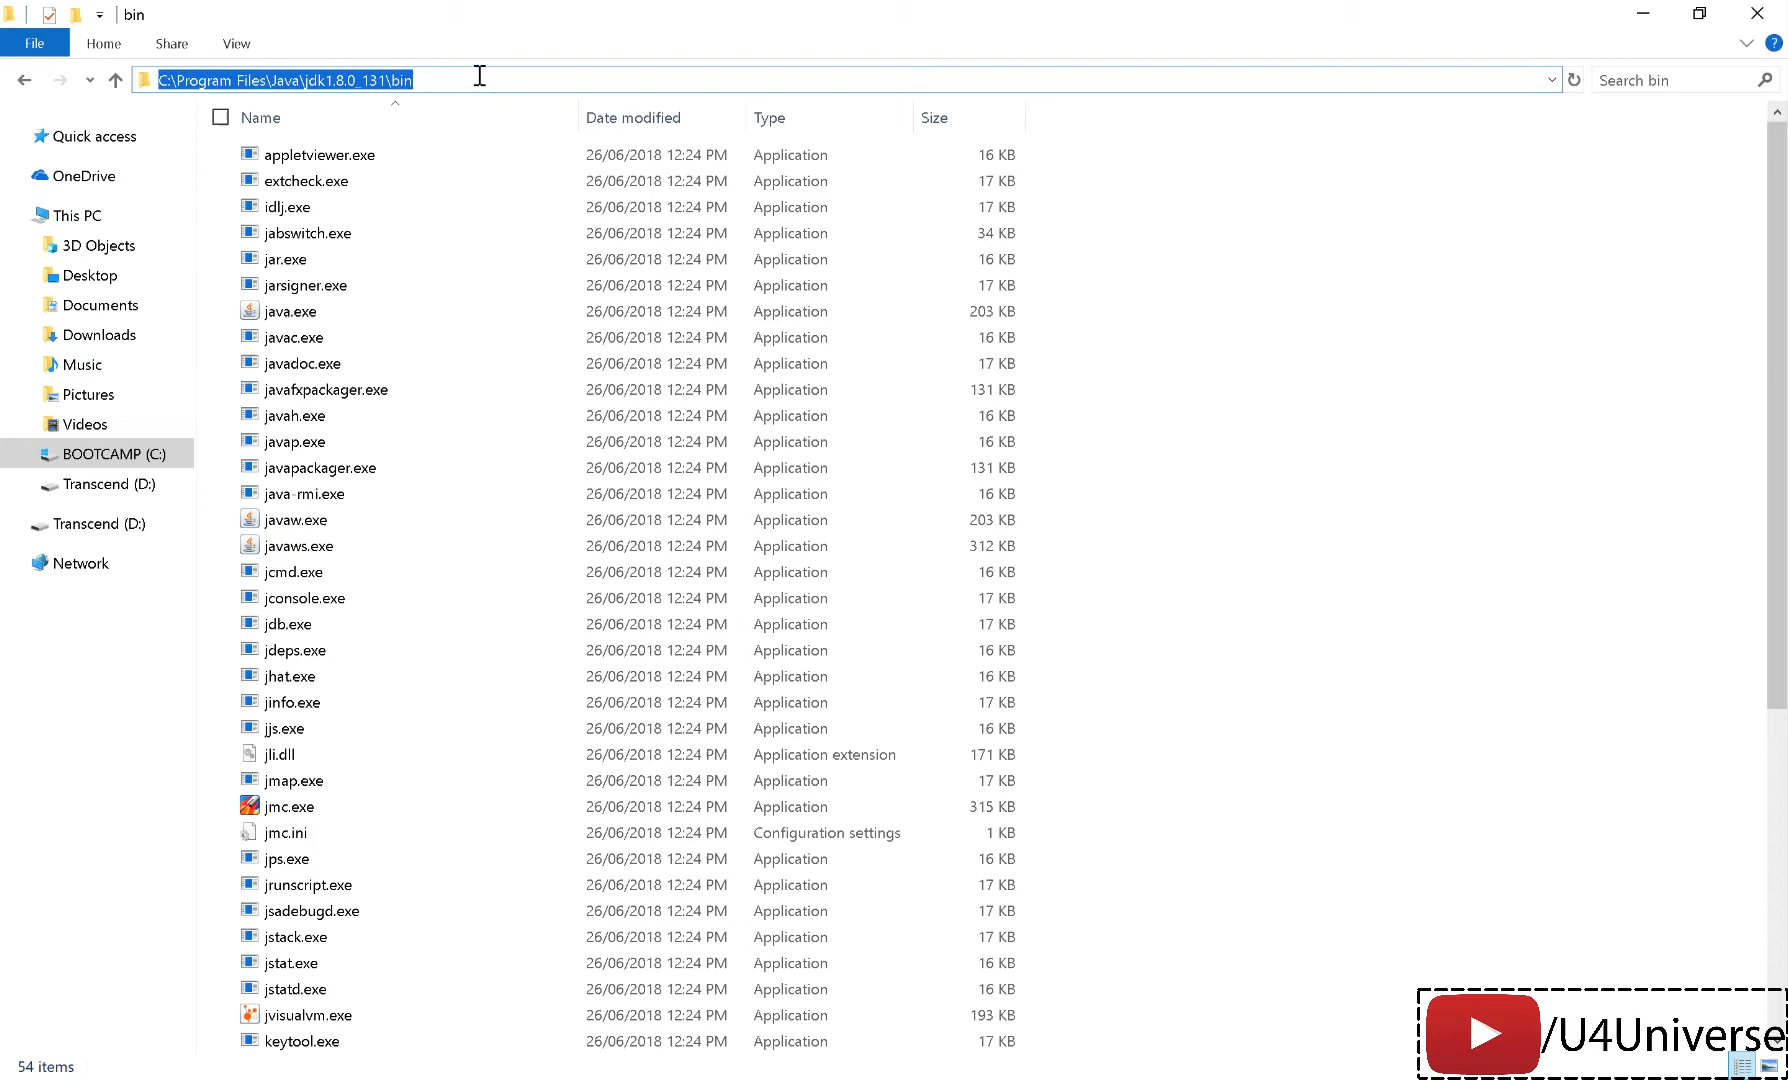 bin
File Home Share View
C:\Program Files\Java\jdk1.8.0_131\bin Search bin
Name Date modified Type Size
Quick access
OneDrive
This PC
3D Objects
Desktop
Documents
Downloads
Music
Pictures
Videos
BOOTCAMP (C:)
Transcend (D:)
Transcend (D:)
Network
appletviewer.exe 26/06/2018 12:24 PM Application 16 KB
extcheck.exe 26/06/2018 12:24 PM Application 17 KB
idlj.exe 26/06/2018 12:24 PM Application 17 KB
jabswitch.exe 26/06/2018 12:24 PM Application 34 KB
jar.exe 26/06/2018 12:24 PM Application 16 KB
jarsigner.exe 26/06/2018 12:24 PM Application 17 KB
java.exe 26/06/2018 12:24 PM Application 203 KB
javac.exe 26/06/2018 12:24 PM Application 16 KB
javadoc.exe 26/06/2018 12:24 PM Application 17 KB
javafxpackager.exe 26/06/2018 12:24 PM Application 131 KB
javah.exe 26/06/2018 12:24 PM Application 16 KB
javap.exe 26/06/2018 12:24 PM Application 16 KB
javapackager.exe 26/06/2018 12:24 PM Application 131 KB
java-rmi.exe 26/06/2018 12:24 PM Application 16 KB
javaw.exe 26/06/2018 12:24 PM Application 203 KB
javaws.exe 26/06/2018 12:24 PM Application 312 KB
jcmd.exe 26/06/2018 12:24 PM Application 16 KB
jconsole.exe 26/06/2018 12:24 PM Application 17 KB
jdb.exe 26/06/2018 12:24 PM Application 17 KB
jdeps.exe 26/06/2018 12:24 PM Application 16 KB
jhat.exe 26/06/2018 12:24 PM Application 16 KB
jinfo.exe 26/06/2018 12:24 PM Application 17 KB
jjs.exe 26/06/2018 12:24 PM Application 16 KB
jli.dll 26/06/2018 12:24 PM Application extension 171 KB
jmap.exe 26/06/2018 12:24 PM Application 17 KB
jmc.exe 26/06/2018 12:24 PM Application 315 KB
jmc.ini 26/06/2018 12:24 PM Configuration settings 1 KB
jps.exe 26/06/2018 12:24 PM Application 16 KB
jrunscript.exe 26/06/2018 12:24 PM Application 17 KB
jsadebugd.exe 26/06/2018 12:24 PM Application 17 KB
jstack.exe 26/06/2018 12:24 PM Application 17 KB
jstat.exe 26/06/2018 12:24 PM Application 16 KB
jstatd.exe 26/06/2018 12:24 PM Application 16 KB
jvisualvm.exe 26/06/2018 12:24 PM Application 193 KB
keytool.exe 26/06/2018 12:24 PM Application 17 KB
/U4Universe
54 items